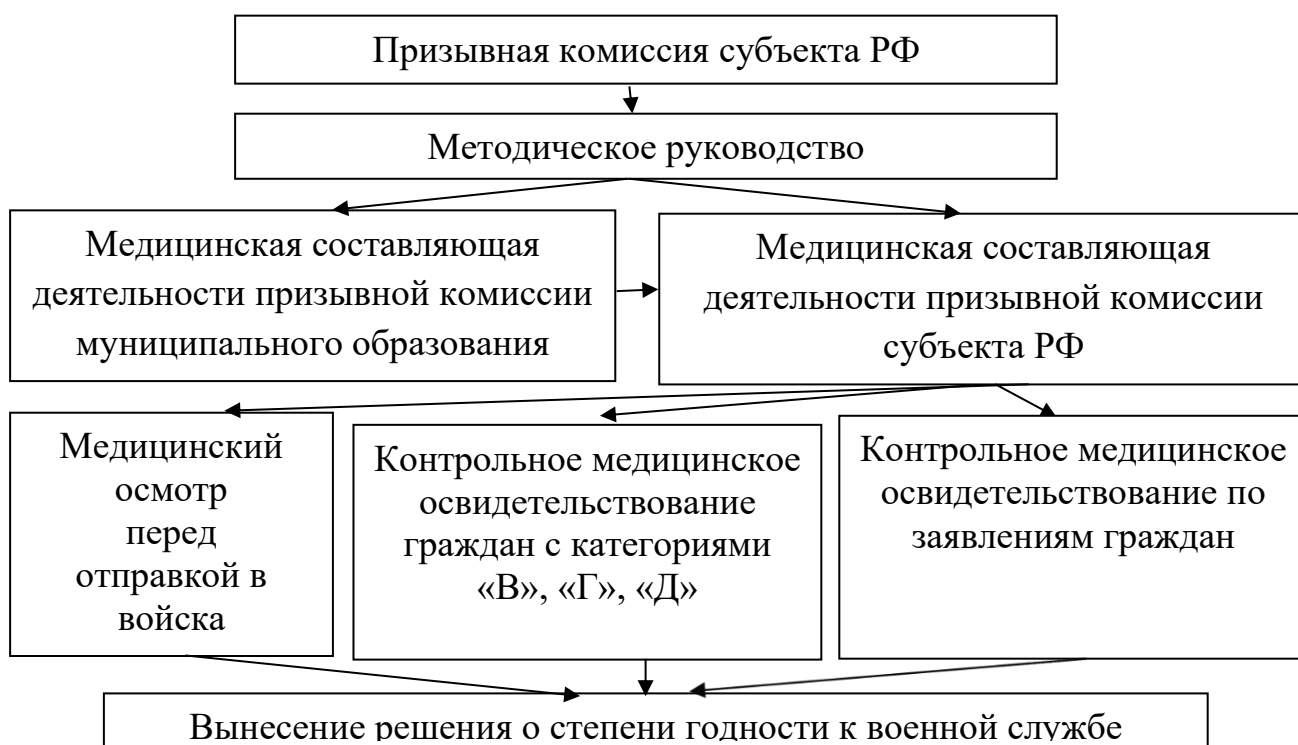 Призывная комиссия субъекта РФ
Методическое руководство
Медицинская составляющая
деятельности призывной комиссии
муниципального образования
Медицинская составляющая
деятельности призывной комиссии
субъекта РФ
Медицинский
осмотр
перед
отправкой в
войска
Контрольное медицинское
освидетельствование
граждан с категориями
«В», «Г», «Д»
Контрольное медицинское
освидетельствование по
заявлениям граждан
Вынесение решения о степени годности к военной службе